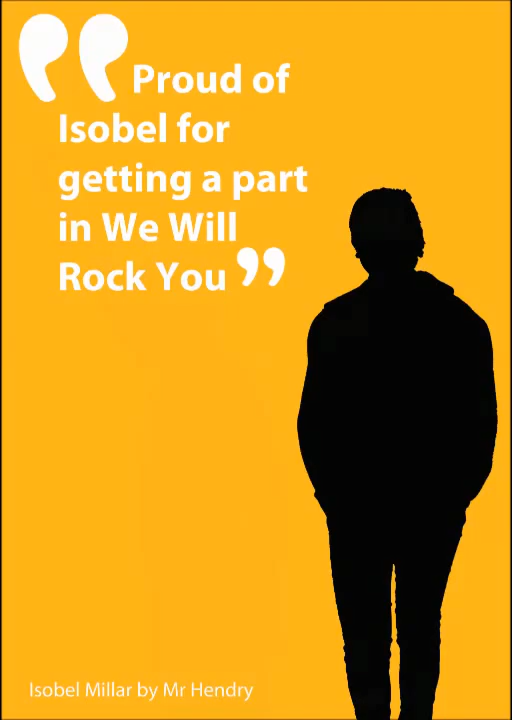 “Proud of
Isobel for
getting a part
in We Will
Rock You”
Isobel Millar by Mr Hendry